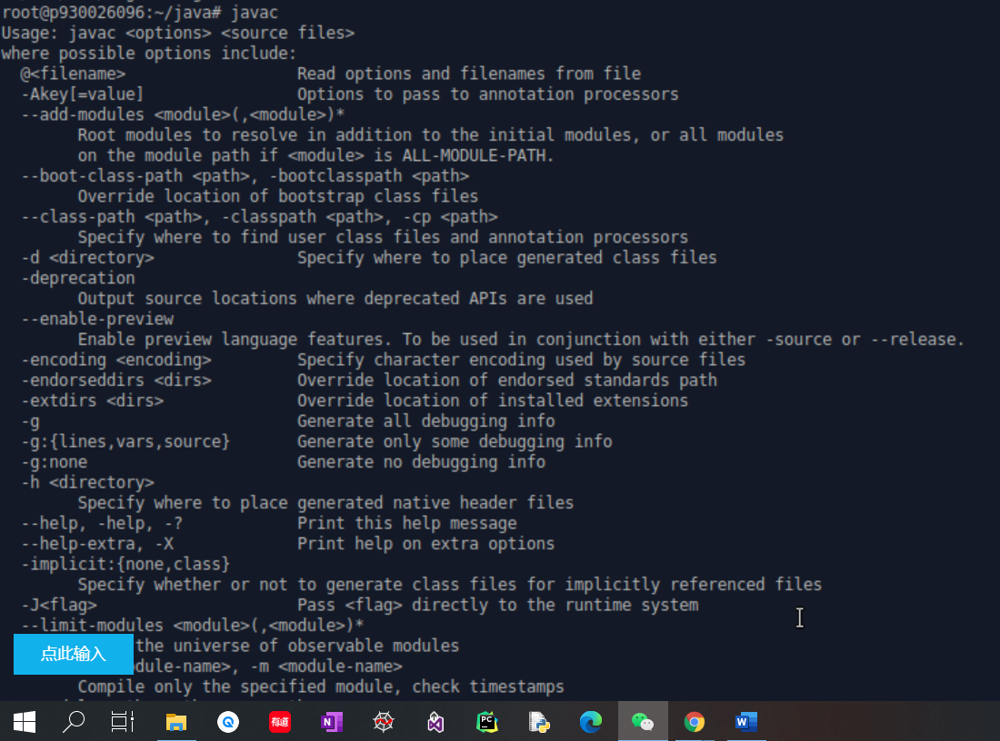 root@p930026096:~/java# javac
Usage: javac <options> <source files>
where possible options include:
@<filename> Read options and filenames from file
-Akey[=value] Options to pass to annotation processors
--add-modules <module>(,<module>)*
Root modules to resolve in addition to the initial modules, or all modules
on the module path if <module> is ALL-MODULE-PATH.
--boot-class-path <path>, -bootclasspath <path>
Override location of bootstrap class files
--class-path <path>, -classpath <path>, -cp <path>
Specify where to find user class files and annotation processors
-d <directory> Specify where to place generated class files
-deprecation
Output source locations where deprecated APIs are used
--enable-preview
Enable preview language features. To be used in conjunction with either -source or --release.
-encoding <encoding> Specify character encoding used by source files
-endorseddirs <dirs> Override location of endorsed standards path
-extdirs <dirs> Override location of installed extensions
-g Generate all debugging info
-g:{lines,vars,source} Generate only some debugging info
-g:none Generate no debugging info
-h <directory>
Specify where to place generated native header files
--help, -help, -? Print this help message
--help-extra, -X Print help on extra options
-implicit:{none,class}
Specify whether or not to generate class files for implicitly referenced files
-J<flag> Pass <flag> directly to the runtime system
--limit-modules <module>(,<module>)*
the universe of observable modules
点此输入
dule-name>, -m <module-name>
Compile only the specified module, check timestamps
有道
N
PC
W